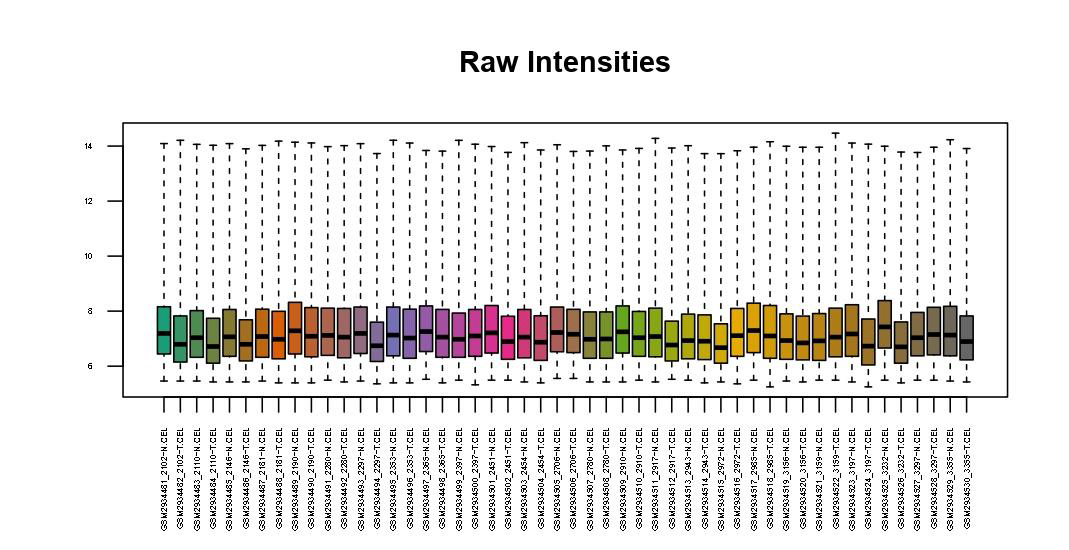 Raw Intensities
14
12
10
8
6
GSM2934481_2102-N.CEL
GSM2934482_2102-T.CEL
GSM2934483_2110-N.CEL
GSM2934484_2110-T.CEL
GSM2934485_2146-N.CEL
GSM2934486_2146-T.CEL
GSM2934487_2181-N.CEL
GSM2934488_2181-T.CEL
GSM2934489_2190-N.CEL
GSM2934490_2190-T.CEL
GSM2934491_2280-N.CEL
GSM2934492_2280-T.CEL
GSM2934493_2297-N.CEL
GSM2934494_2297-T.CEL
GSM2934495_2353-N.CEL
GSM2934496_2353-T.CEL
GSM2934497_2365-N.CEL
GSM2934498_2365-T.CEL
GSM2934499_2397-N.CEL
GSM2934500_2397-T.CEL
GSM2934501_2451-N.CEL
GSM2934502_2451-T.CEL
GSM2934503_2454-N.CEL
GSM2934504_2454-T.CEL
GSM2934505_2706-N.CEL
GSM2934506_2706-T.CEL
GSM2934507_2780-N.CEL
GSM2934508_2780-T.CEL
GSM2934509_2910-N.CEL
GSM2934510_2910-T.CEL
GSM2934511_2917-N.CEL
GSM2934512_2917-T.CEL
GSM2934513_2943-N.CEL
GSM2934514_2943-T.CEL
GSM2934515_2972-N.CEL
GSM2934516_2972-T.CEL
GSM2934517_2985-N.CEL
GSM2934518_2985-T.CEL
GSM2934519_3156-N.CEL
GSM2934520_3156-T.CEL
GSM2934521_3159-N.CEL
GSM2934522_3159-T.CEL
GSM2934523_3197-N.CEL
GSM2934524_3197-T.CEL
GSM2934525_3232-N.CEL
GSM2934526_3232-T.CEL
GSM2934527_3297-N.CEL
GSM2934528_3297-T.CEL
GSM2934529_3355-N.CEL
GSM2934530_3355-T.CEL